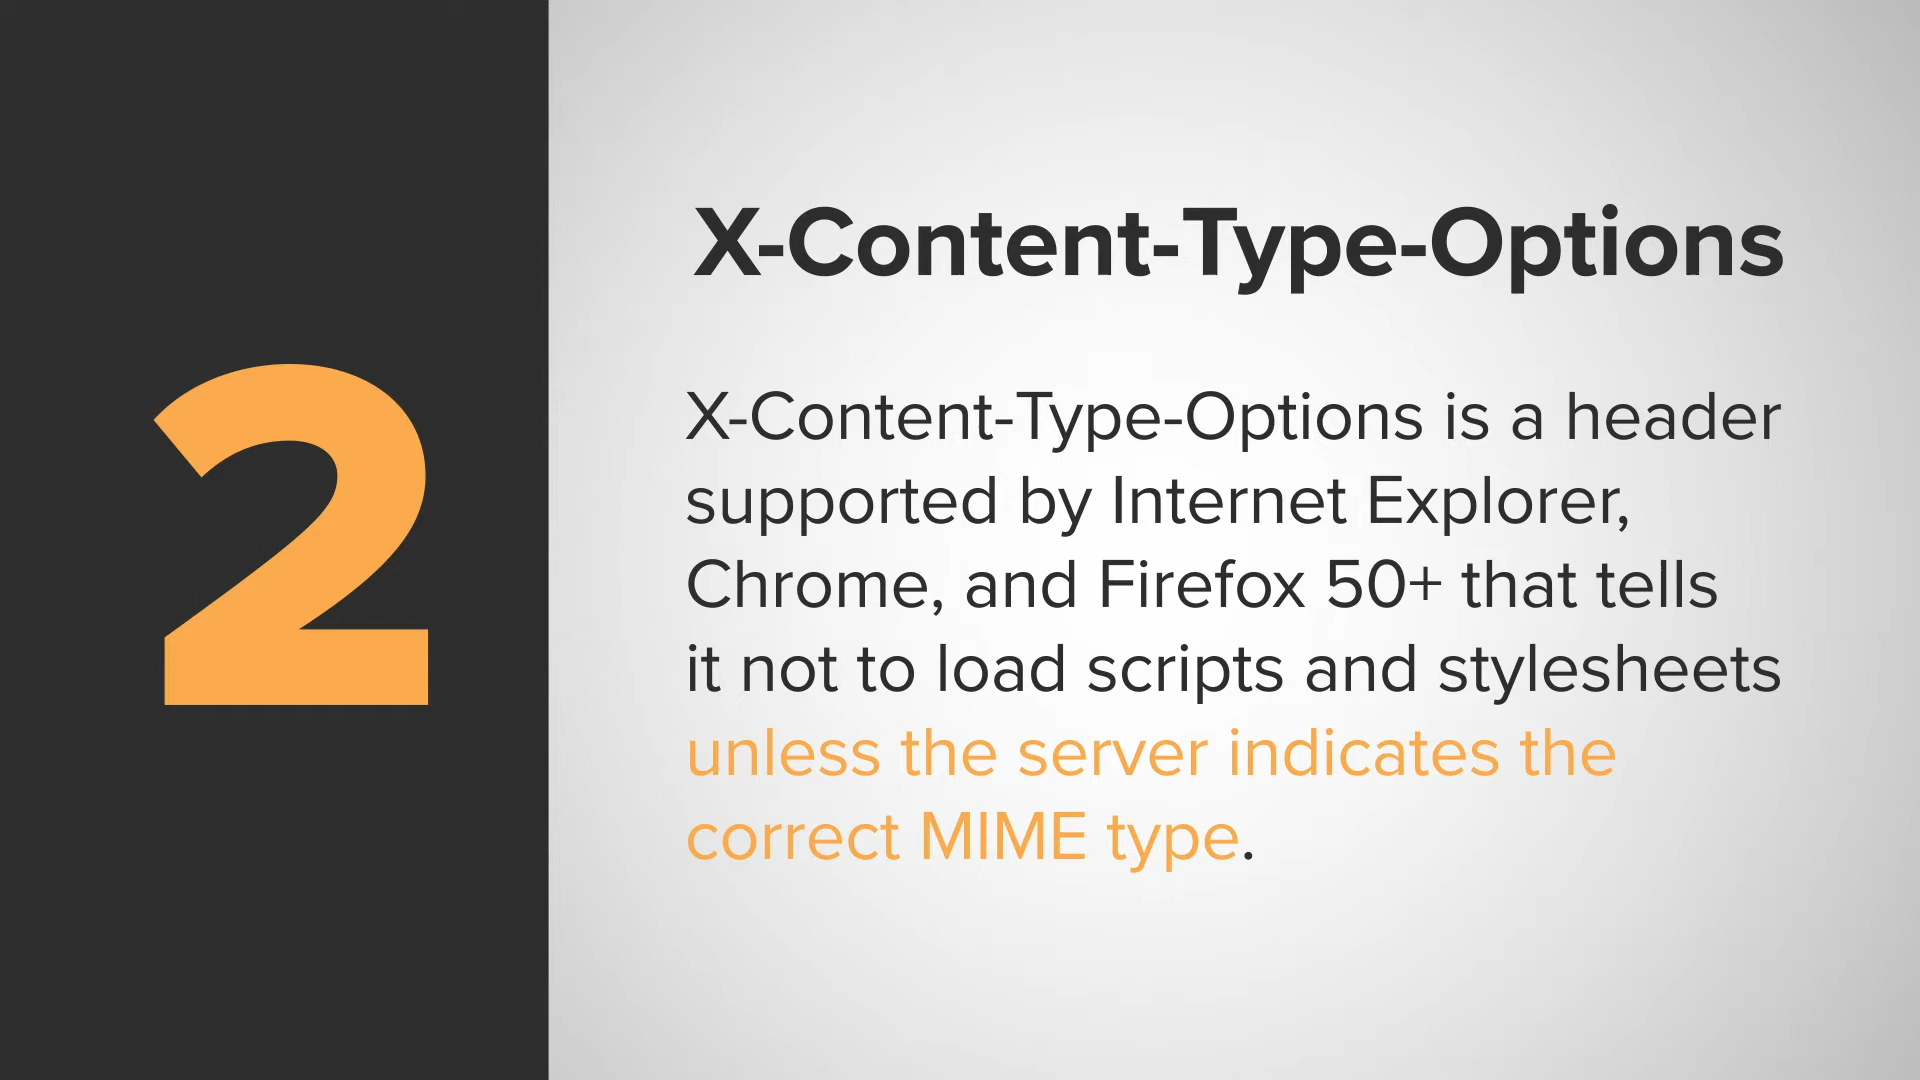 2
X-Content-Type-Options
X-Content-Type-Options is a header
supported by Internet Explorer,
Chrome, and Firefox 50+ that tells
it not to load scripts and stylesheets
unless the server indicates the
correct MIME type.